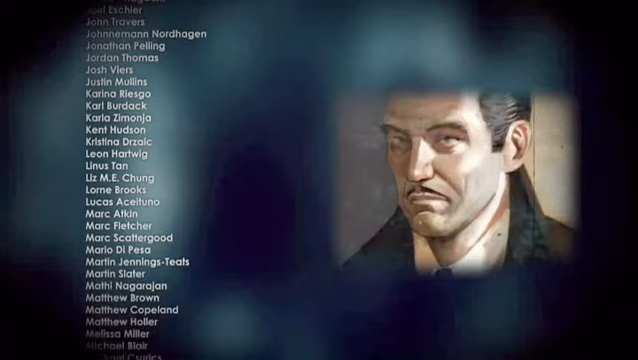 Joel Eschler
John Travers
Johnnemann Nordhagen
Jonathan Pelling
Jordan Thomas
Josh Viers
Justin Mullins
Karina Riesgo
Karl Burdack
Karla Zimonja
Kent Hudson
Kristina Drzaic
Leon Hartwig
Linus Tan
Liz M.E. Chung
Lorne Brooks
Lucas Aceituno
Marc Atkin
Marc Fletcher
Marc Scattergood
Mario Di Pesa
Martin Jennings-Teats
Martin Slater
Mathi Nagarajan
Matthew Brown
Matthew Copeland
Matthew Holler
Melissa Miller
Michael Blair